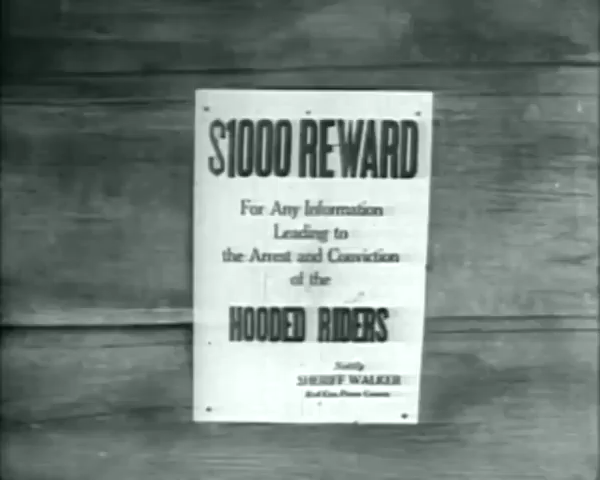 $1000 REWARD
For Any Information
Leading to
the Arrest and Conviction
of the
HOODED RIDERS
Notify
SHERIFF WALKER